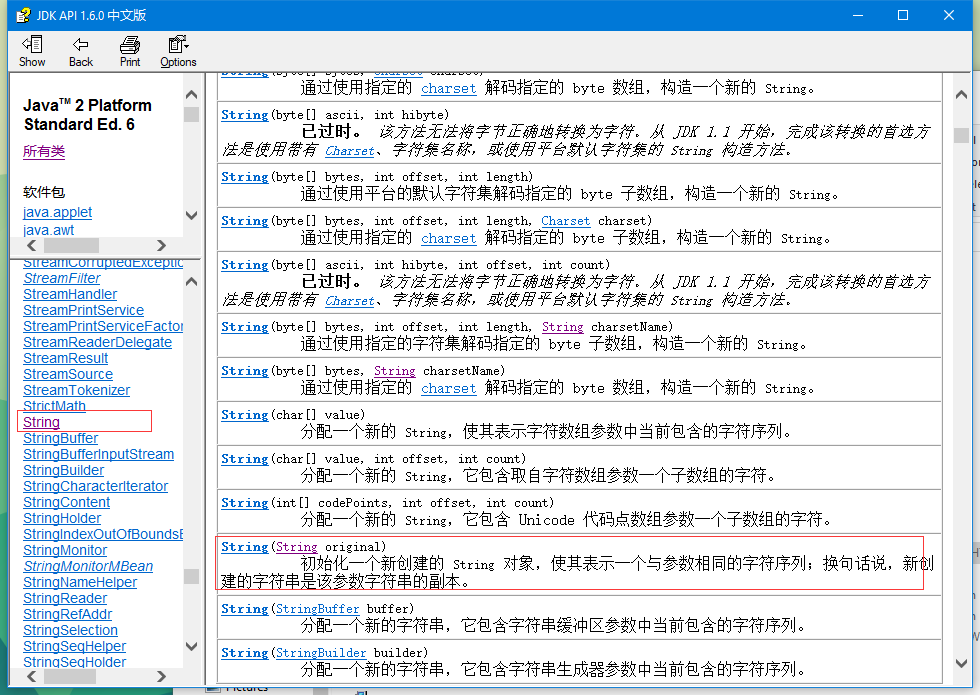 JDK API 1.6.0 中文版
Show
Back
Print
Options
Java™ 2 Platform
Standard Ed. 6
所有类
软件包
java.applet
java.awt
StreamCorruptedExceptio
StreamFilter
StreamHandler
StreamPrintService
StreamPrintServiceFactor
StreamReaderDelegate
StreamResult
StreamSource
StreamTokenizer
StrictMath
String
StringBuffer
StringBufferInputStream
StringBuilder
StringCharacterIterator
StringContent
StringHolder
StringIndexOutOfBoundsE
StringMonitor
StringMonitorMBean
StringNameHelper
StringReader
StringRefAddr
StringSelection
StringSeqHelper
StringSeqHolder
String(byte[] bytes, Charset charset)
通过使用指定的 charset 解码指定的 byte 数组，构造一个新的 String。
String(byte[] ascii, int hibyte)
已过时。 该方法无法将字节正确地转换为字符。从 JDK 1.1 开始，完成该转换的首选方
法是使用带有 Charset、字符集名称，或使用平台默认字符集的 String 构造方法。
String(byte[] bytes, int offset, int length)
通过使用平台的默认字符集解码指定的 byte 子数组，构造一个新的 String。
String(byte[] bytes, int offset, int length, Charset charset)
通过使用指定的 charset 解码指定的 byte 子数组，构造一个新的 String。
String(byte[] ascii, int hibyte, int offset, int count)
已过时。 该方法无法将字节正确地转换为字符。从 JDK 1.1 开始，完成该转换的首选方
法是使用带有 Charset、字符集名称，或使用平台默认字符集的 String 构造方法。
String(byte[] bytes, int offset, int length, String charsetName)
通过使用指定的字符集解码指定的 byte 子数组，构造一个新的 String。
String(byte[] bytes, String charsetName)
通过使用指定的 charset 解码指定的 byte 数组，构造一个新的 String。
String(char[] value)
分配一个新的 String，使其表示字符数组参数中当前包含的字符序列。
String(char[] value, int offset, int count)
分配一个新的 String，它包含取自字符数组参数一个子数组的字符。
String(int[] codePoints, int offset, int count)
分配一个新的 String，它包含 Unicode 代码点数组参数一个子数组的字符。
String(String original)
初始化一个新创建的 String 对象，使其表示一个与参数相同的字符序列；换句话说，新创
建的字符串是该参数字符串的副本。
String(StringBuffer buffer)
分配一个新的字符串，它包含字符串缓冲区参数中当前包含的字符序列。
String(StringBuilder builder)
分配一个新的字符串，它包含字符串生成器参数中当前包含的字符序列。
Pictures